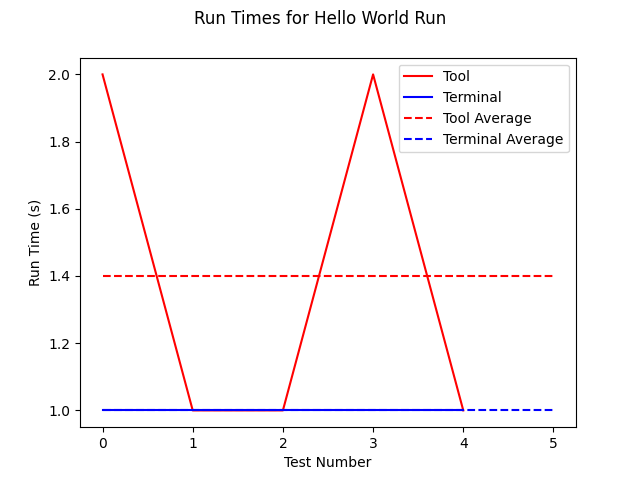 Run Times for Hello World Run
Tool
Terminal
Tool Average
Terminal Average
2.0
1.8
1.6
1.4
1.2
1.0
Run Time (s)
0 1 2 3 4 5
Test Number